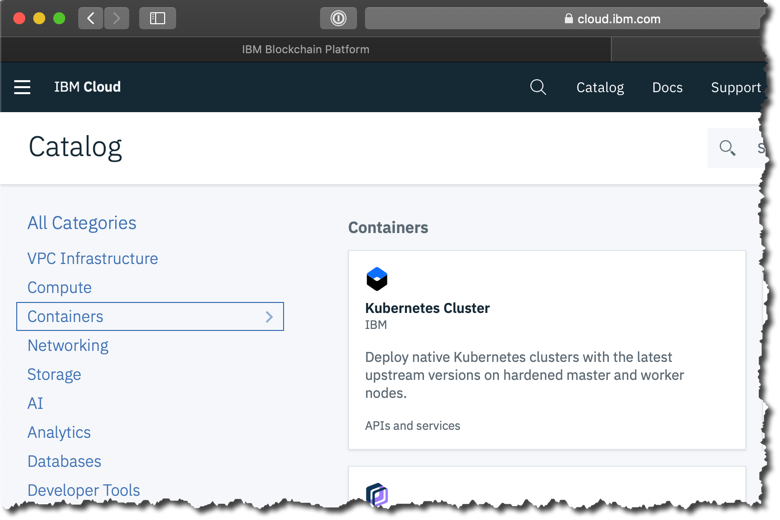 cloud.ibm.com
IBM Blockchain Platform
IBM Cloud
Catalog
Docs
Support
Catalog
All Categories
VPC Infrastructure
Compute
Containers
Networking
Storage
AI
Analytics
Databases
Developer Tools
Containers
Kubernetes Cluster
IBM
Deploy native Kubernetes clusters with the latest
upstream versions on hardened master and worker
nodes.
APIs and services